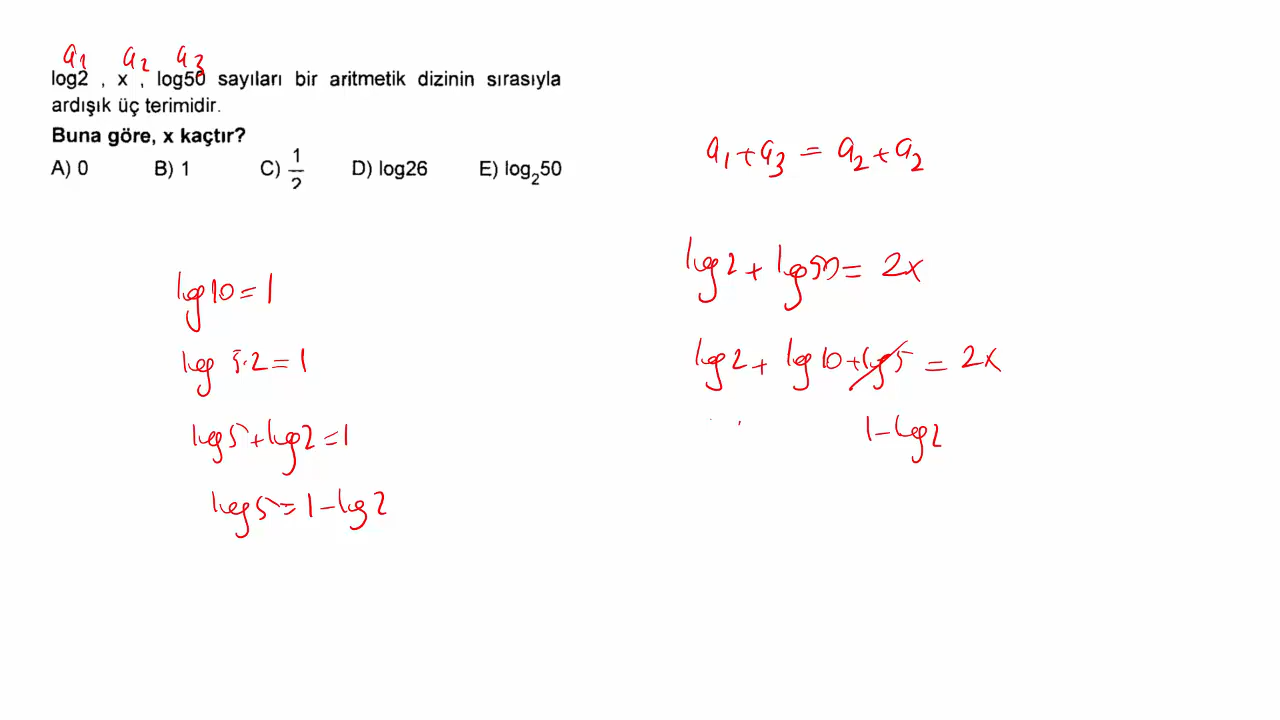 a1 a2 a3
log2 , x , log50 sayıları bir aritmetik dizinin sırasıyla
ardışık üç terimidir.
Buna göre, x kaçtır?
A) 0 B) 1 C) 1/2 D) log26 E) log₂50
a1+a3 = a2+a2
log2 + log50 = 2x
log2 + log10+log5 = 2x
1-log2
log10=1
log 5.2 = 1
log5+log2=1
log5=1-log2